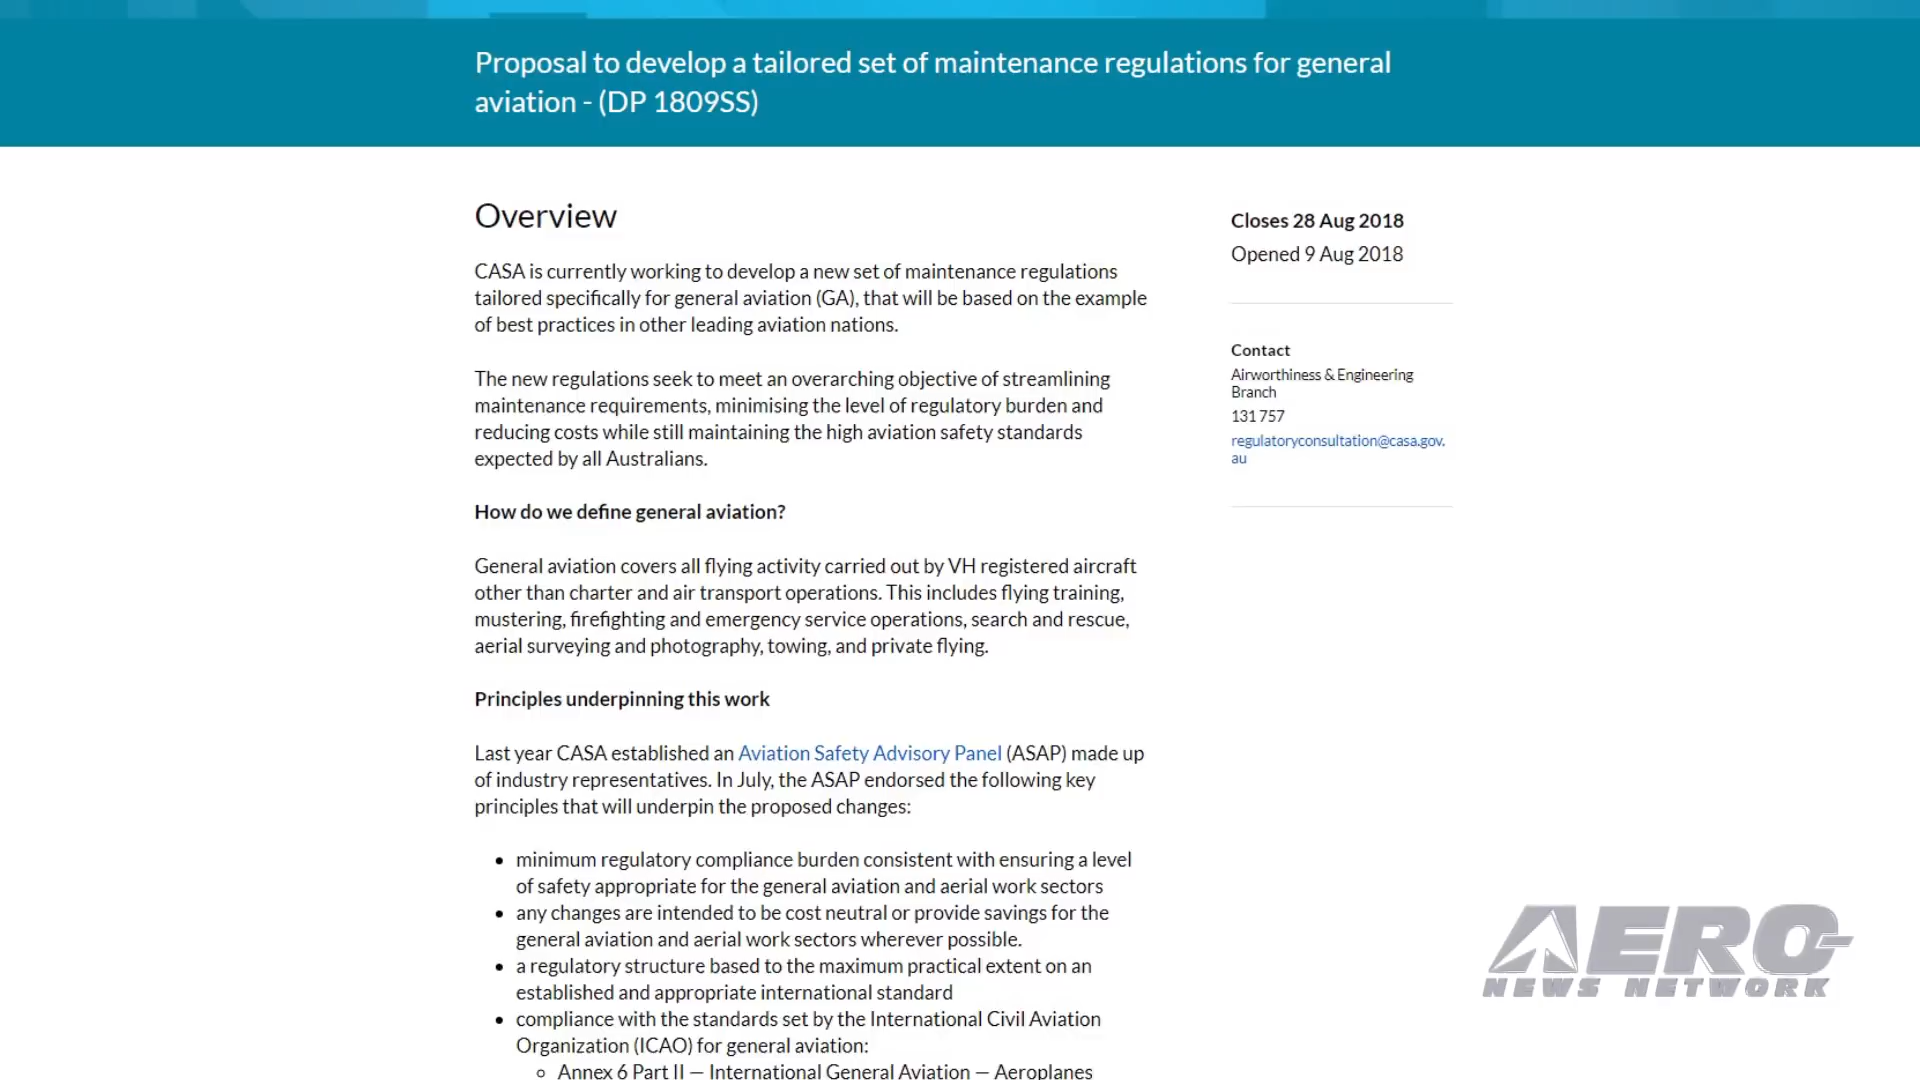 Proposal to develop a tailored set of maintenance regulations for general
aviation - (DP 1809SS)
Overview
CASA is currently working to develop a new set of maintenance regulations
tailored specifically for general aviation (GA), that will be based on the example
of best practices in other leading aviation nations.
The new regulations seek to meet an overarching objective of streamlining
maintenance requirements, minimising the level of regulatory burden and
reducing costs while still maintaining the high aviation safety standards
expected by all Australians.
How do we define general aviation?
General aviation covers all flying activity carried out by VH registered aircraft
other than charter and air transport operations. This includes flying training,
mustering, firefighting and emergency service operations, search and rescue,
aerial surveying and photography, towing, and private flying.
Principles underpinning this work
Last year CASA established an Aviation Safety Advisory Panel (ASAP) made up
of industry representatives. In July, the ASAP endorsed the following key
principles that will underpin the proposed changes:
• minimum regulatory compliance burden consistent with ensuring a level
of safety appropriate for the general aviation and aerial work sectors
• any changes are intended to be cost neutral or provide savings for the
general aviation and aerial work sectors wherever possible.
• a regulatory structure based to the maximum practical extent on an
established and appropriate international standard
• compliance with the standards set by the International Civil Aviation
Organization (ICAO) for general aviation:
◦ Annex 6 Part II — International General Aviation — Aeroplanes
Closes 28 Aug 2018
Opened 9 Aug 2018
Contact
Airworthiness & Engineering
Branch
131 757
regulatoryconsultation@casa.gov.
au
AERO-
NEWS NETWORK